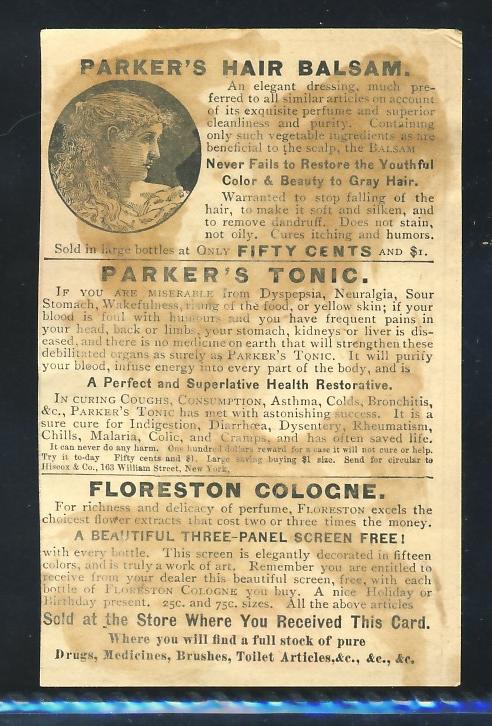 PARKER'S HAIR BALSAM.
An elegant dressing, much pre-
ferred to all similar articles on account
of its exquisite perfume and superior
cleanliness and purity. Containing
only such vegetable ingredients as are
beneficial to the scalp, the BALSAM
Never Fails to Restore the Youthful
Color & Beauty to Gray Hair.
Warranted to stop falling of the
hair, to make it soft and silken, and
to remove dandruff. Does not stain,
not oily. Cures itching and humors.
Sold in large bottles at ONLY FIFTY CENTS AND $1.
PARKER'S TONIC.
IF YOU ARE MISERABLE from Dyspepsia, Neuralgia, Sour
Stomach, Wakefulness, rising of the food, or yellow skin; if your
blood is foul with humours and you have frequent pains in
your head, back or limbs, your stomach, kidneys or liver is dis-
eased, and there is no medicine on earth that will strengthen these
debilitated organs as surely as PARKER'S TONIC. It will purify
your blood, infuse energy into every part of the body, and is
A Perfect and Superlative Health Restorative.
IN CURING COUGHS, CONSUMPTION, Asthma, Colds, Bronchitis,
&c., PARKER'S TONIC has met with astonishing success. It is a
sure cure for Indigestion, Diarrhœa, Dysentery, Rheumatism,
Chills, Malaria, Colic, and Cramps, and has often saved life.
It can never do any harm. One hundred dollars reward for a case it will not cure or help.
Try it to-day Fifty cents and $1. Large saving buying $1 size. Send for circular to
Hiscox & Co., 163 William Street, New York.
FLORESTON COLOGNE.
For richness and delicacy of perfume, FLORESTON excels the
choicest flower extracts that cost two or three times the money.
A BEAUTIFUL THREE-PANEL SCREEN FREE!
with every bottle. This screen is elegantly decorated in fifteen
colors, and is truly a work of art. Remember you are entitled to
receive from your dealer this beautiful screen, free, with each
bottle of FLORESTON COLOGNE you buy. A nice Holiday or
Birthday present. 25c. and 75c. sizes. All the above articles
Sold at the Store Where You Received This Card.
Where you will find a full stock of pure
Drugs, Medicines, Brushes, Toilet Articles,&c., &c., &c.